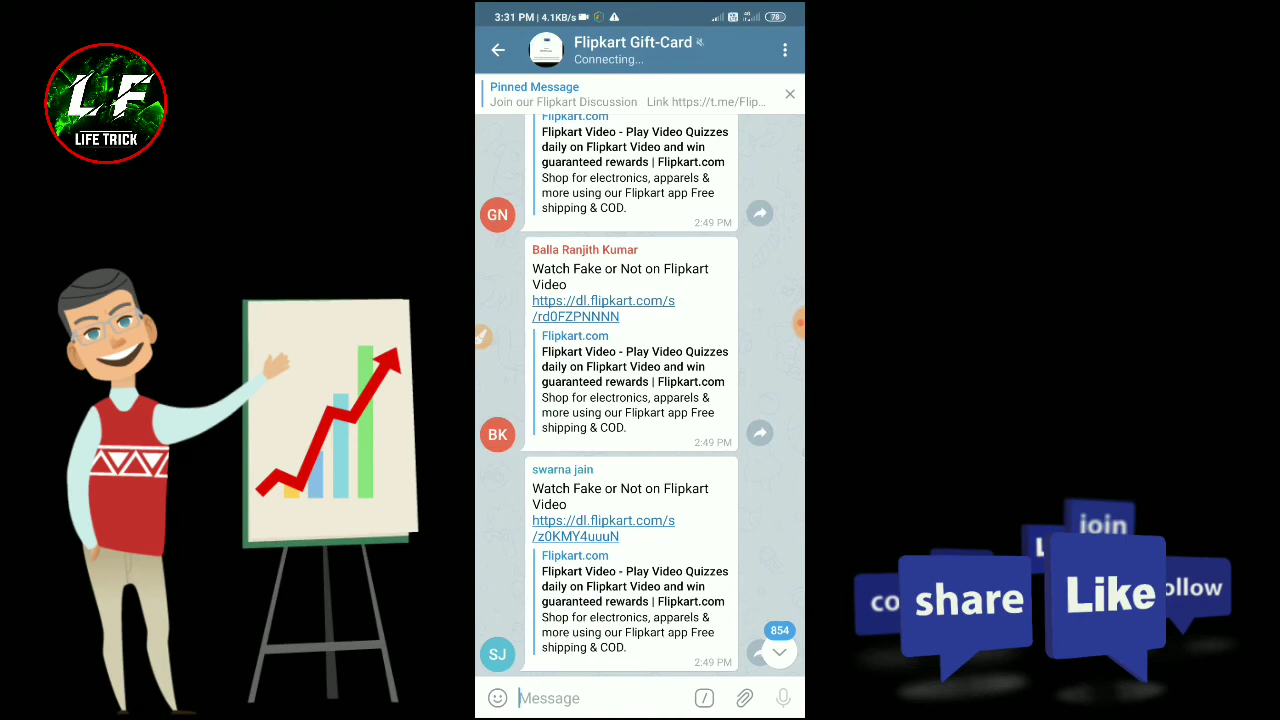 LF
LIFE TRICK
3:31 PM | 4.1KB/s
78
Flipkart Gift-Card
Connecting...
Pinned Message
Join our Flipkart Discussion Link https://t.me/Flip...
Flipkart.com
Flipkart Video - Play Video Quizzes
daily on Flipkart Video and win
guaranteed rewards | Flipkart.com
Shop for electronics, apparels &
more using our Flipkart app Free
shipping & COD.
2:49 PM
GN
Balla Ranjith Kumar
Watch Fake or Not on Flipkart
Video
https://dl.flipkart.com/s
/rd0FZPNNNN
Flipkart.com
Flipkart Video - Play Video Quizzes
daily on Flipkart Video and win
guaranteed rewards | Flipkart.com
Shop for electronics, apparels &
more using our Flipkart app Free
shipping & COD.
2:49 PM
BK
swarna jain
Watch Fake or Not on Flipkart
Video
https://dl.flipkart.com/s
/z0KMY4uuuN
Flipkart.com
Flipkart Video - Play Video Quizzes
daily on Flipkart Video and win
guaranteed rewards | Flipkart.com
Shop for electronics, apparels &
more using our Flipkart app Free
shipping & COD.
2:49 PM
SJ
854
Message
join
L
co
share
Like
ollow